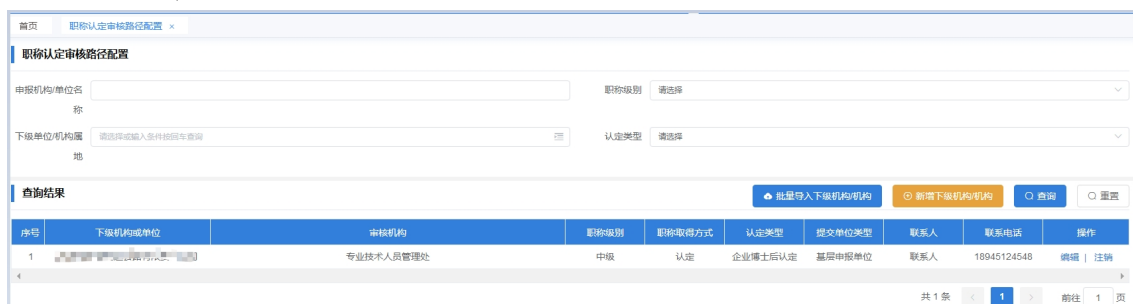 首页 职称认定审核路径配置 ×
职称认定审核路径配置
申报机构/单位名称
职称级别 请选择
下级单位/机构属地 请选择或输入条件按回车查询
认定类型 请选择
查询结果 批量导入下级机构/机构 新增下级机构/机构 查询 重置
序号 下级机构或单位 审核机构 职称级别 职称取得方式 认定类型 提交单位类型 联系人 联系电话 操作
1 专业技术人员管理处 中级 认定 企业博士后认定 基层申报单位 联系人 18945124548 编辑 | 注销
共 1 条 < 1 > 前往 1 页